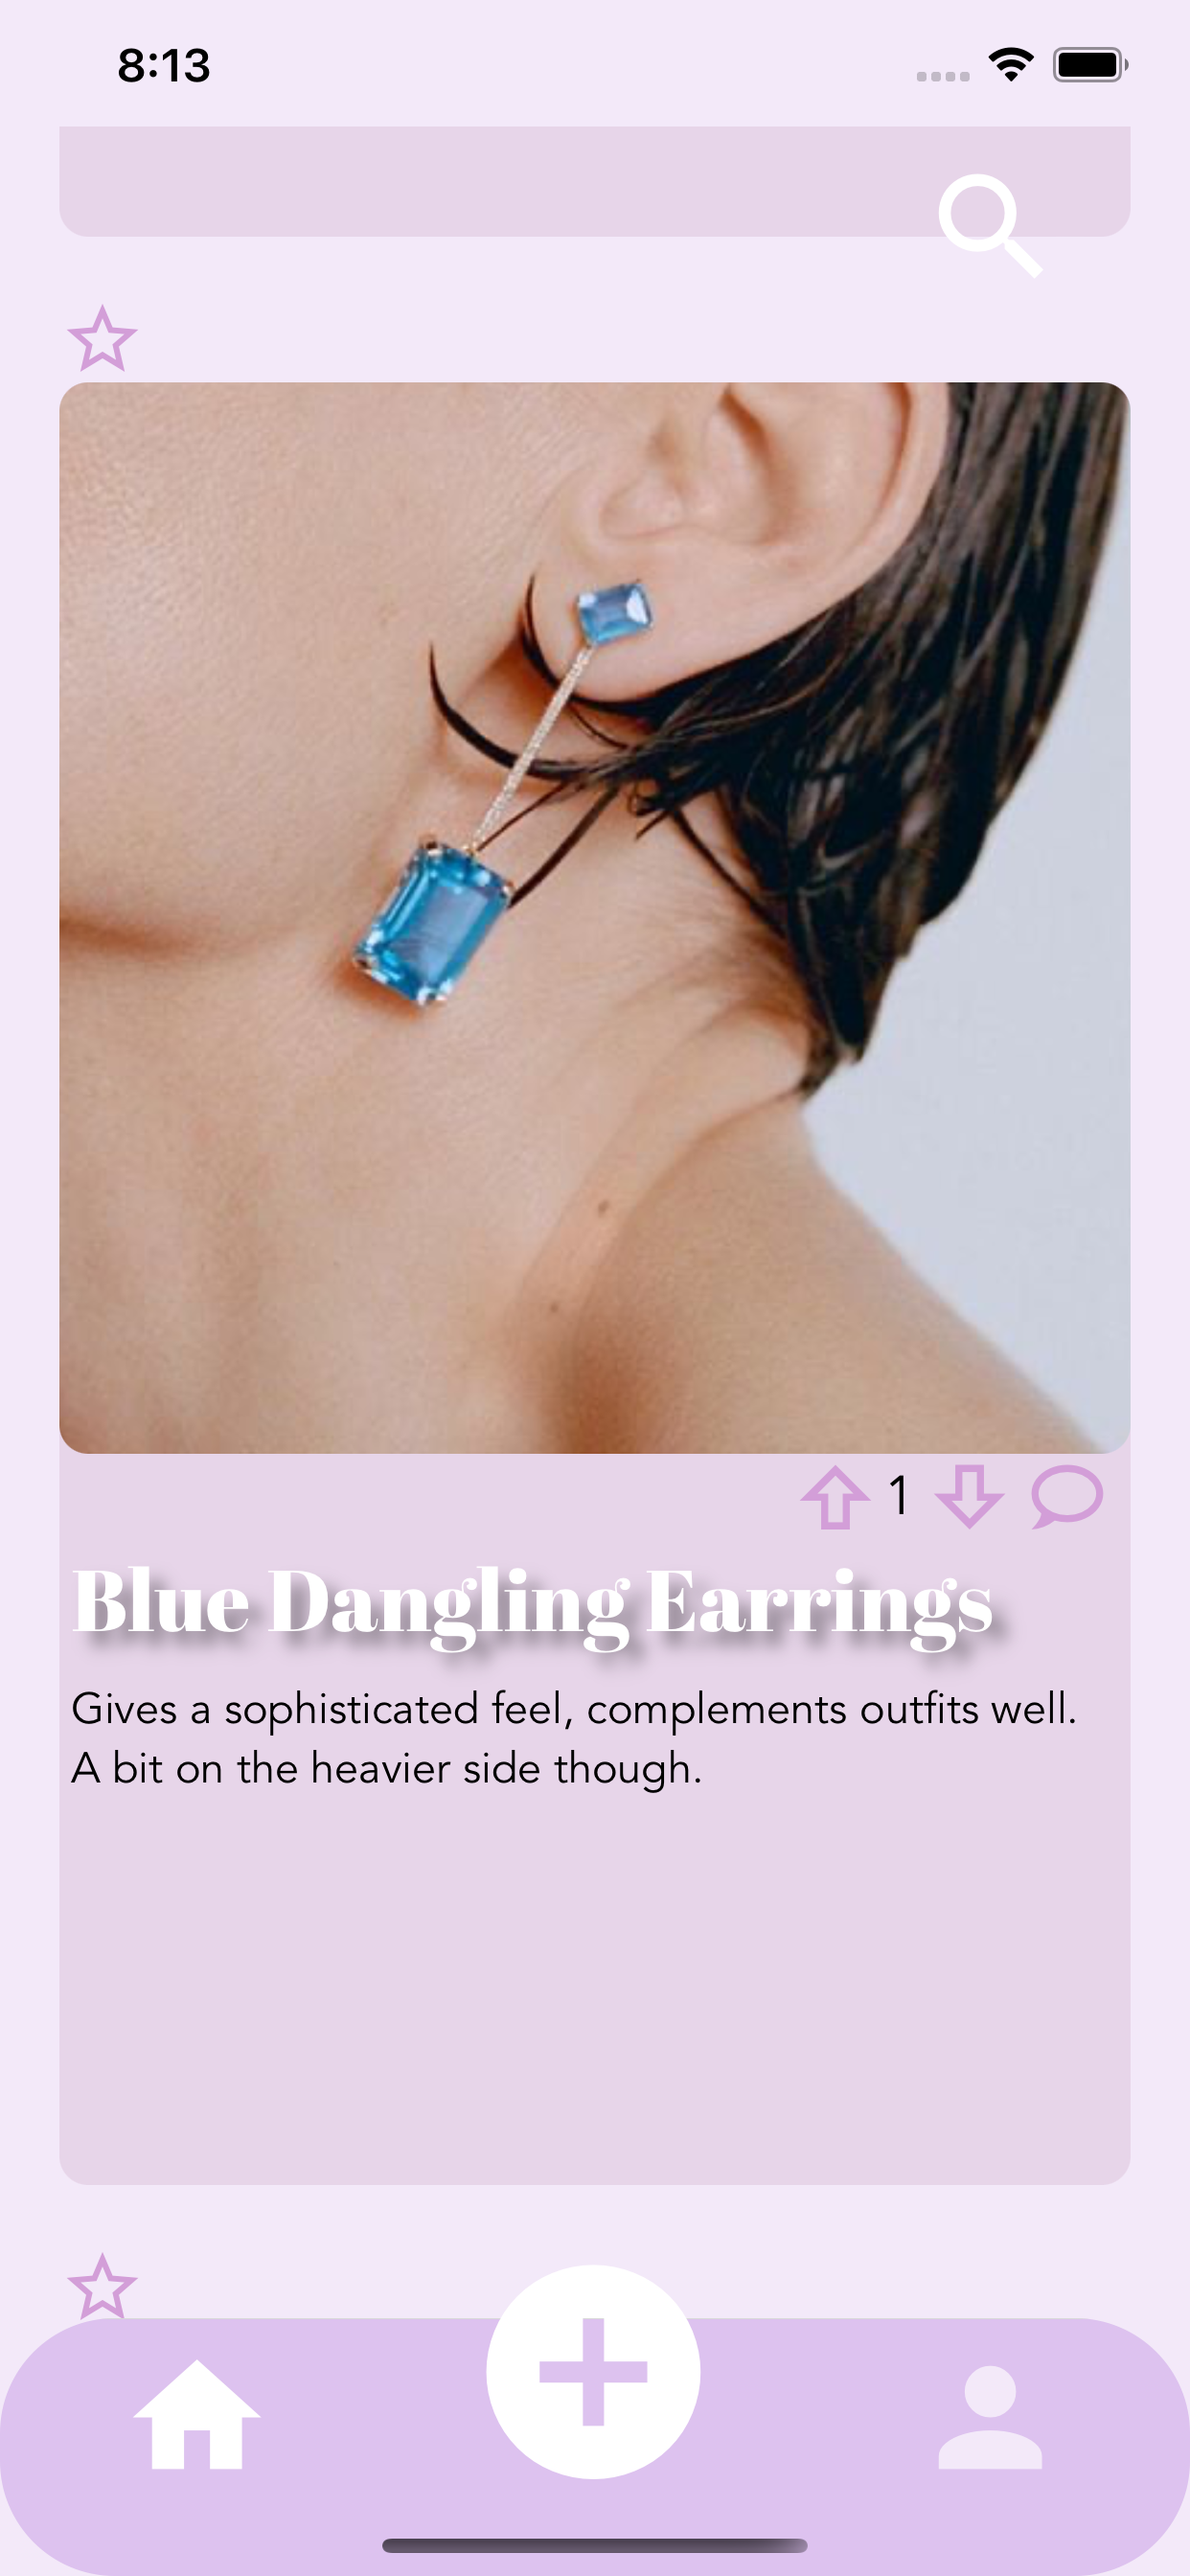 8:13
1
Blue Dangling Earrings
Gives a sophisticated feel, complements outfits well.
A bit on the heavier side though.